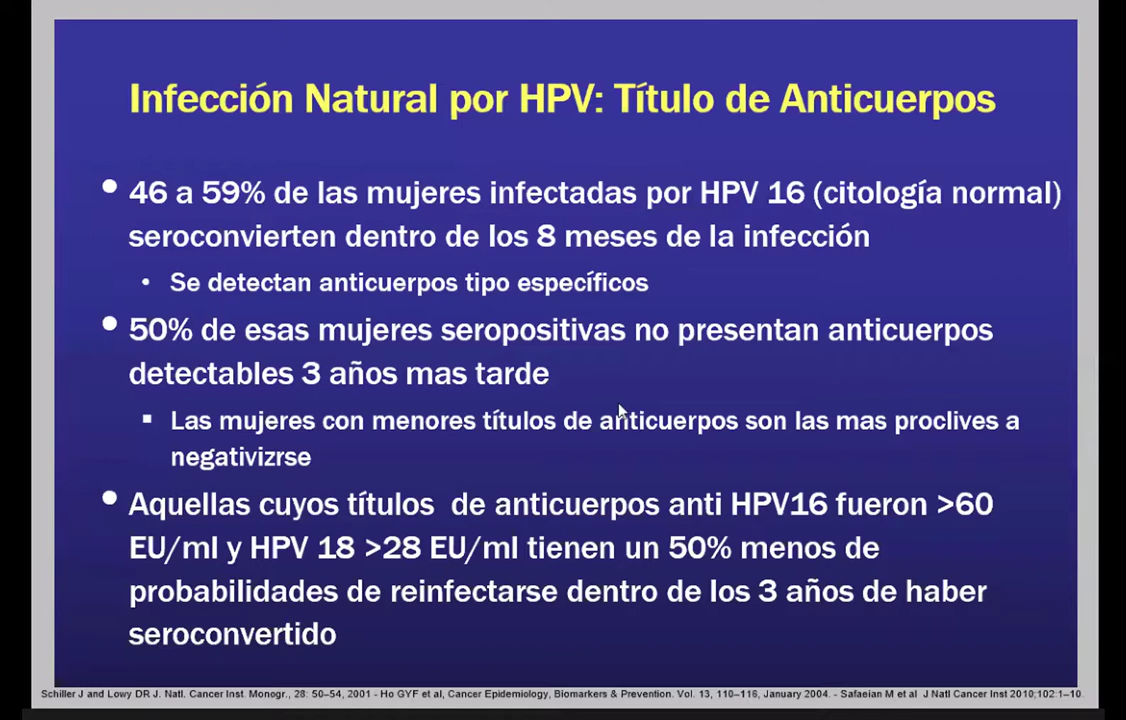 Infección Natural por HPV: Título de Anticuerpos
• 46 a 59% de las mujeres infectadas por HPV 16 (citología normal)
seroconvierten dentro de los 8 meses de la infección
• Se detectan anticuerpos tipo específicos
• 50% de esas mujeres seropositivas no presentan anticuerpos
detectables 3 años mas tarde
▪ Las mujeres con menores títulos de anticuerpos son las mas proclives a
negativizrse
• Aquellas cuyos títulos  de anticuerpos anti HPV16 fueron >60
EU/ml y HPV 18 >28 EU/ml tienen un 50% menos de
probabilidades de reinfectarse dentro de los 3 años de haber
seroconvertido
Schiller J and Lowy DR J. Natl. Cancer Inst. Monogr., 28: 50–54, 2001 - Ho GYF et al, Cancer Epidemiology, Biomarkers & Prevention. Vol. 13, 110–116, January 2004. - Safaeian M et al  J Natl Cancer Inst 2010;102:1–10